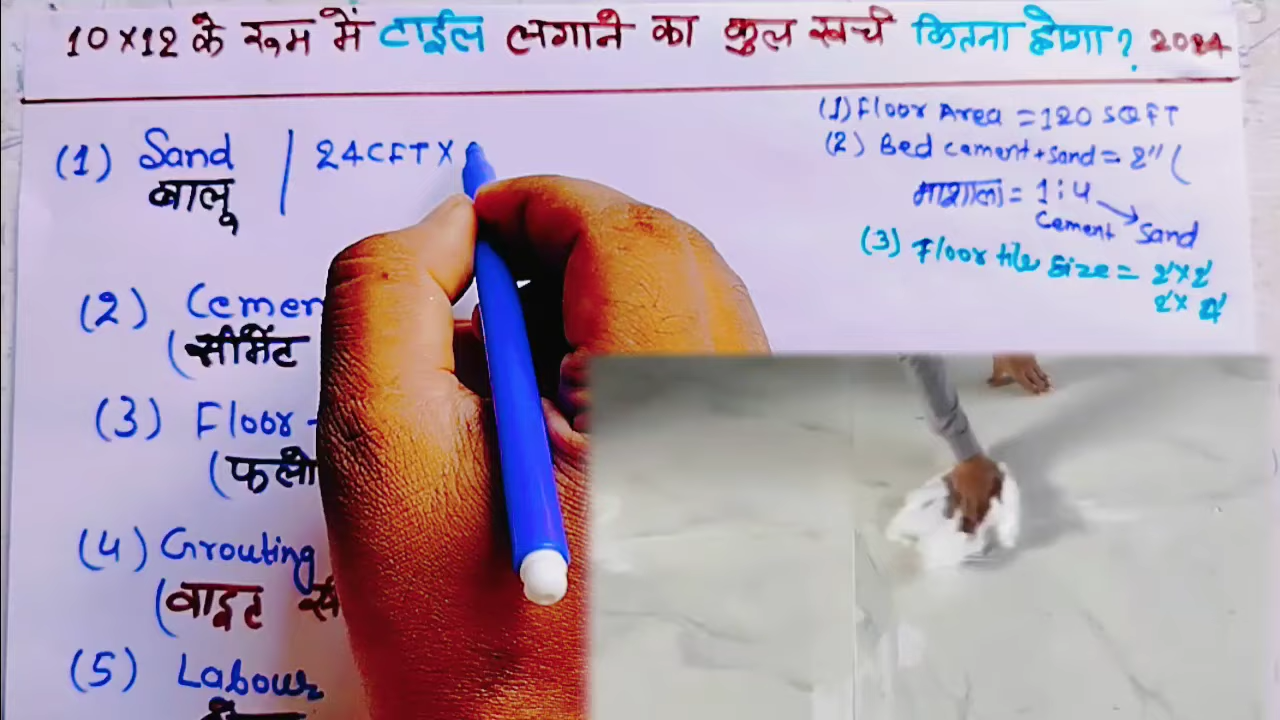 10×12 के रूम में टाईल लगाने का कुल खर्च कितना होगा? 2024
(1) Floor Area = 120 SQFT
(2) Bed cement + sand = 2" (
माशाला = 1:4
Cement Sand
(3) Floor tile size = 2'×2'
2'×4'
(1) Sand | 24CFT X
बालू
(2) Cemen
(सीमिंट
(3) Floor -
(फ्लो
(4) Grouting
(वाइट
(5) Labour